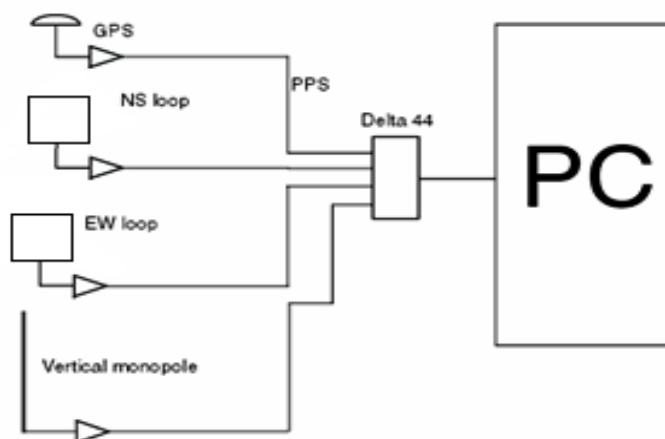 GPS
PPS
NS loop
Delta 44
PC
EW loop
Vertical monopole